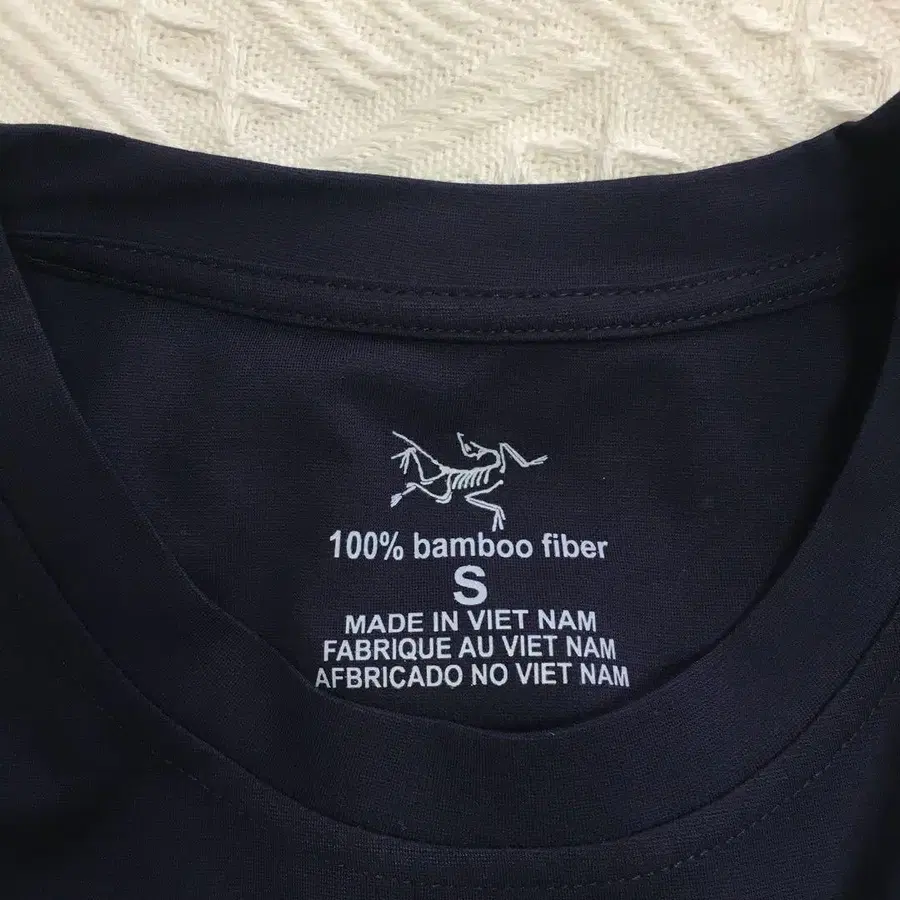 100% bamboo fiber
S
MADE IN VIET NAM
FABRIQUE AU VIET NAM
AFBRICADO NO VIET NAM